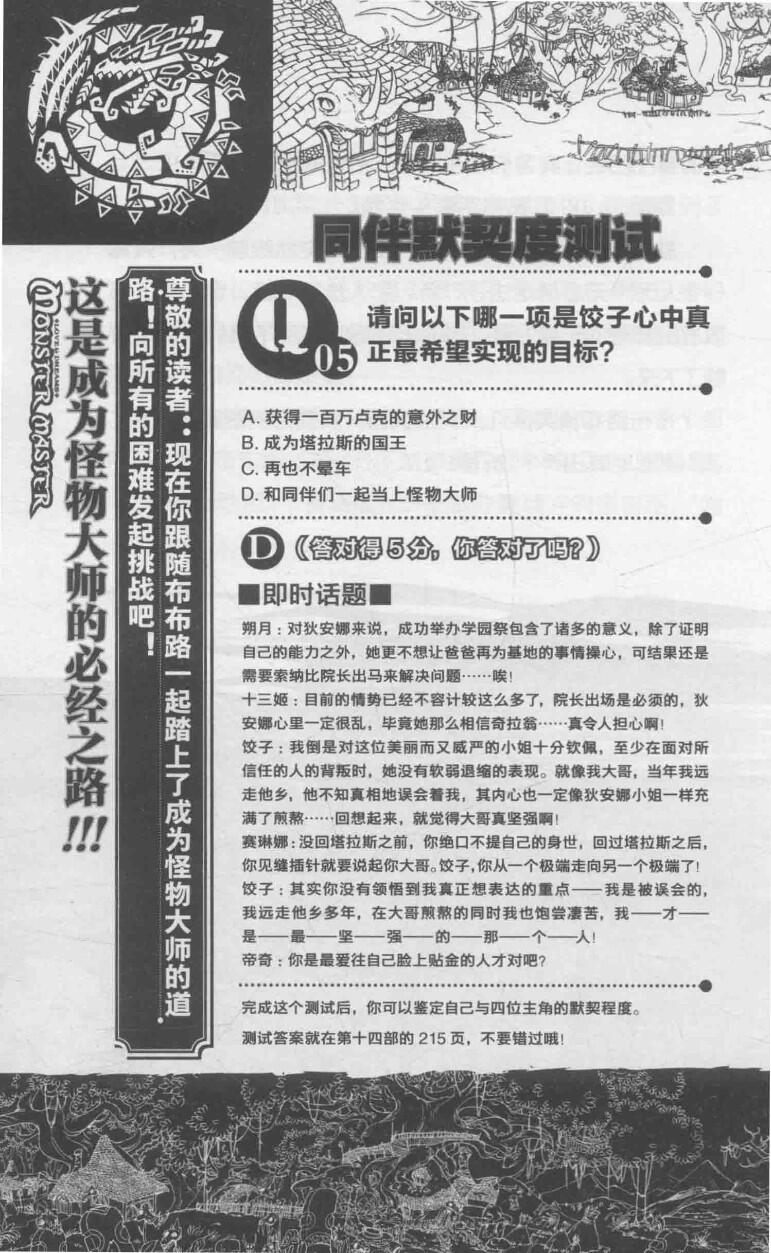 同伴默契度测试
Q05
请问以下哪一项是饺子心中真
正最希望实现的目标？
A. 获得一百万卢克的意外之财
B. 成为塔拉斯的国王
C. 再也不晕车
D. 和同伴们一起当上怪物大师
D（答对得5分，你答对了吗？）
■即时话题■
朔月：对狄安娜来说，成功举办学园祭包含了诸多的意义，除了证明
自己的能力之外，她更不想让爸爸再为基地的事情操心，可结果还是
需要索纳比院长出马来解决问题……唉！
十三姬：目前的情势已经不容计较这么多了，院长出场是必须的，狄
安娜心里一定很乱，毕竟她那么相信奇拉翁……真令人担心啊！
饺子：我倒是对这位美丽而又威严的小姐十分钦佩，至少在面对所
信任的人的背叛时，她没有软弱退缩的表现。就像我大哥，当年我远
走他乡，他不知真相地误会着我，其内心也一定像狄安娜小姐一样充
满了煎熬……回想起来，就觉得大哥真坚强啊！
赛琳娜：没回塔拉斯之前，你绝口不提自己的身世，回过塔拉斯之后，
你见缝插针就要说起你大哥。饺子，你从一个极端走向另一个极端了！
饺子：其实你没有领悟到我真正想表达的重点——我是被误会的，
我远走他乡多年，在大哥煎熬的同时我也饱尝凄苦，我——才——
是——最——坚——强——的——那——个——人！
帝奇：你是最爱往自己脸上贴金的人才对吧？
完成这个测试后，你可以鉴定自己与四位主角的默契程度。
测试答案就在第十四部的215页，不要错过哦！
尊敬的读者：现在你跟随布布路一起踏上了成为怪物大师的道
路！向所有的困难发起挑战吧！
这是成为怪物大师的必经之路!!!
MONSTER MASTER